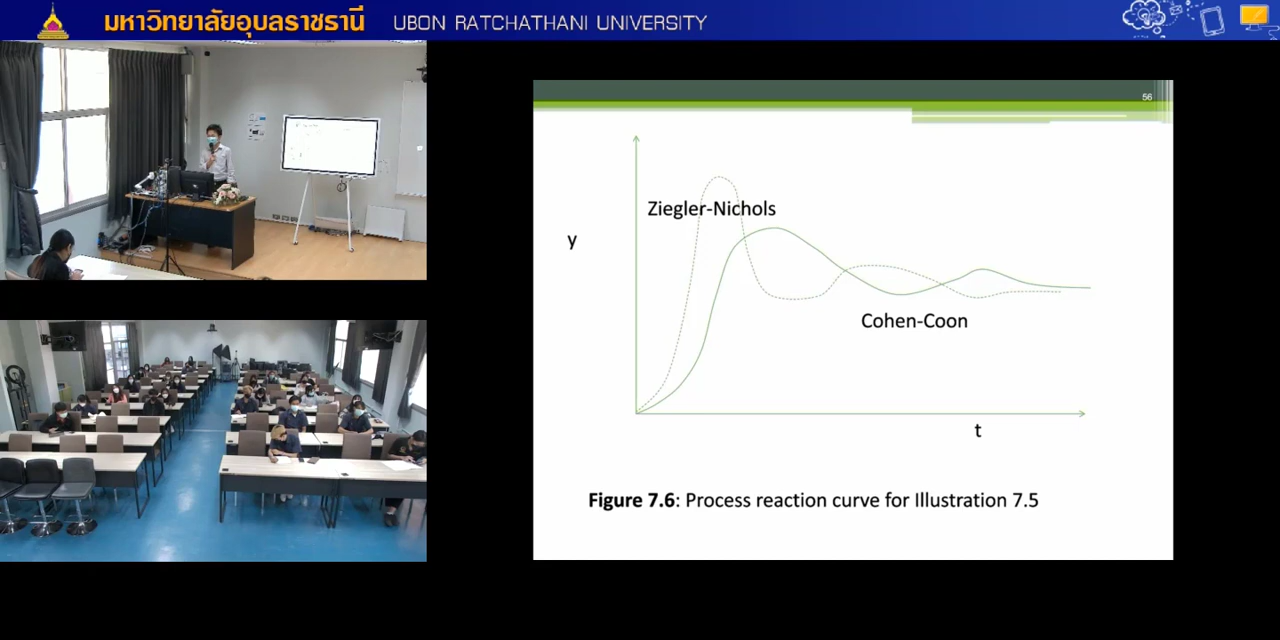 มหาวิทยาลัยอุบลราชธานี UBON RATCHATHANI UNIVERSITY
56
Ziegler-Nichols
y
Cohen-Coon
t
Figure 7.6: Process reaction curve for Illustration 7.5